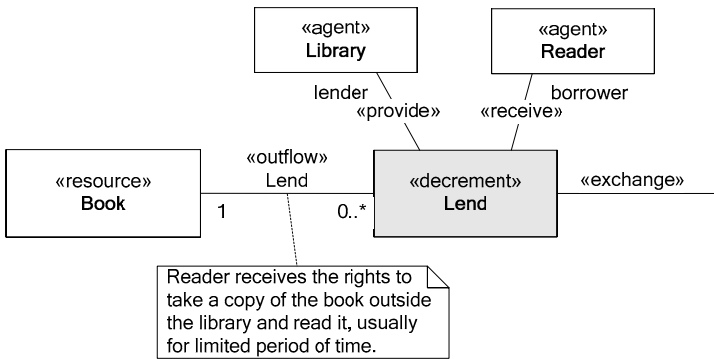 «agent»
Library
«agent»
Reader
lender
«provide»
borrower
«receive»
«resource»
Book
«outflow»
Lend
1
0..*
«decrement»
Lend
«exchange»
Reader receives the rights to
take a copy of the book outside
the library and read it, usually
for limited period of time.